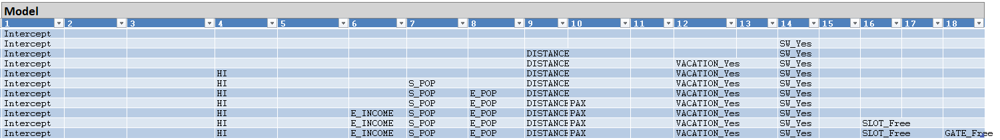 Model
1 2 3 4 5 6 7 8 9 10 11 12 13 14 15 16 17 18
Intercept
Intercept SW_Yes
Intercept DISTANCE SW_Yes
Intercept DISTANCE VACATION_Yes SW_Yes
Intercept HI DISTANCE VACATION_Yes SW_Yes
Intercept HI S_POP DISTANCE VACATION_Yes SW_Yes
Intercept HI S_POP E_POP DISTANCE VACATION_Yes SW_Yes
Intercept HI S_POP E_POP DISTANCE PAX VACATION_Yes SW_Yes
Intercept HI E_INCOME S_POP E_POP DISTANCE PAX VACATION_Yes SW_Yes
Intercept HI E_INCOME S_POP E_POP DISTANCE PAX VACATION_Yes SW_Yes SLOT_Free
Intercept HI E_INCOME S_POP E_POP DISTANCE PAX VACATION_Yes SW_Yes SLOT_Free GATE_Free